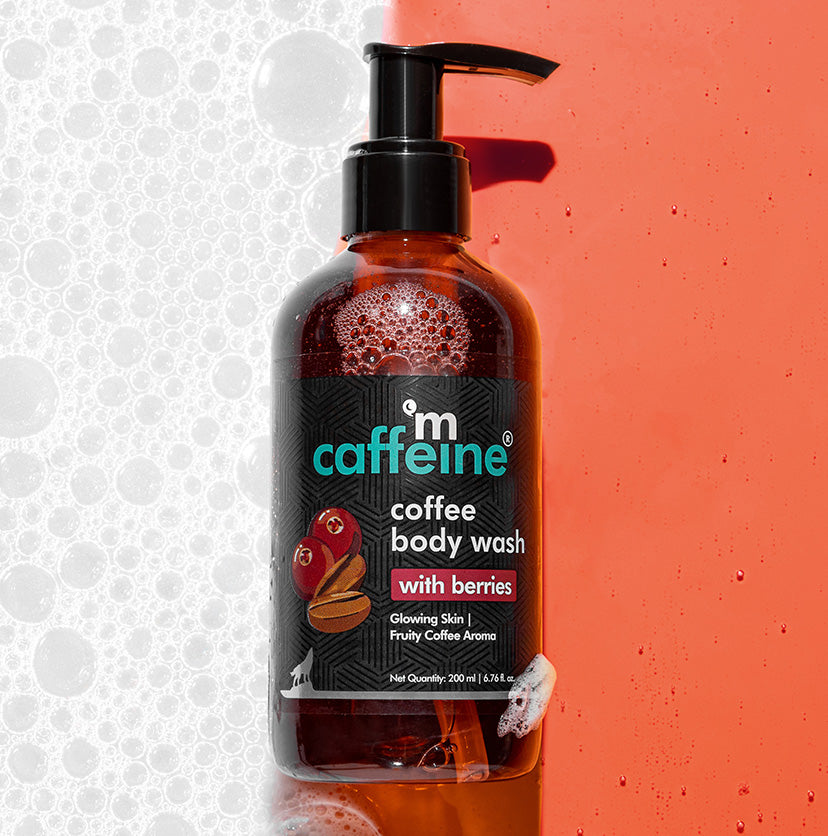 'm
caffeine®
coffee
body wash
with berries
Glowing Skin |
Fruity Coffee Aroma
Net Quantity: 200 ml | 6.76 fl. oz.